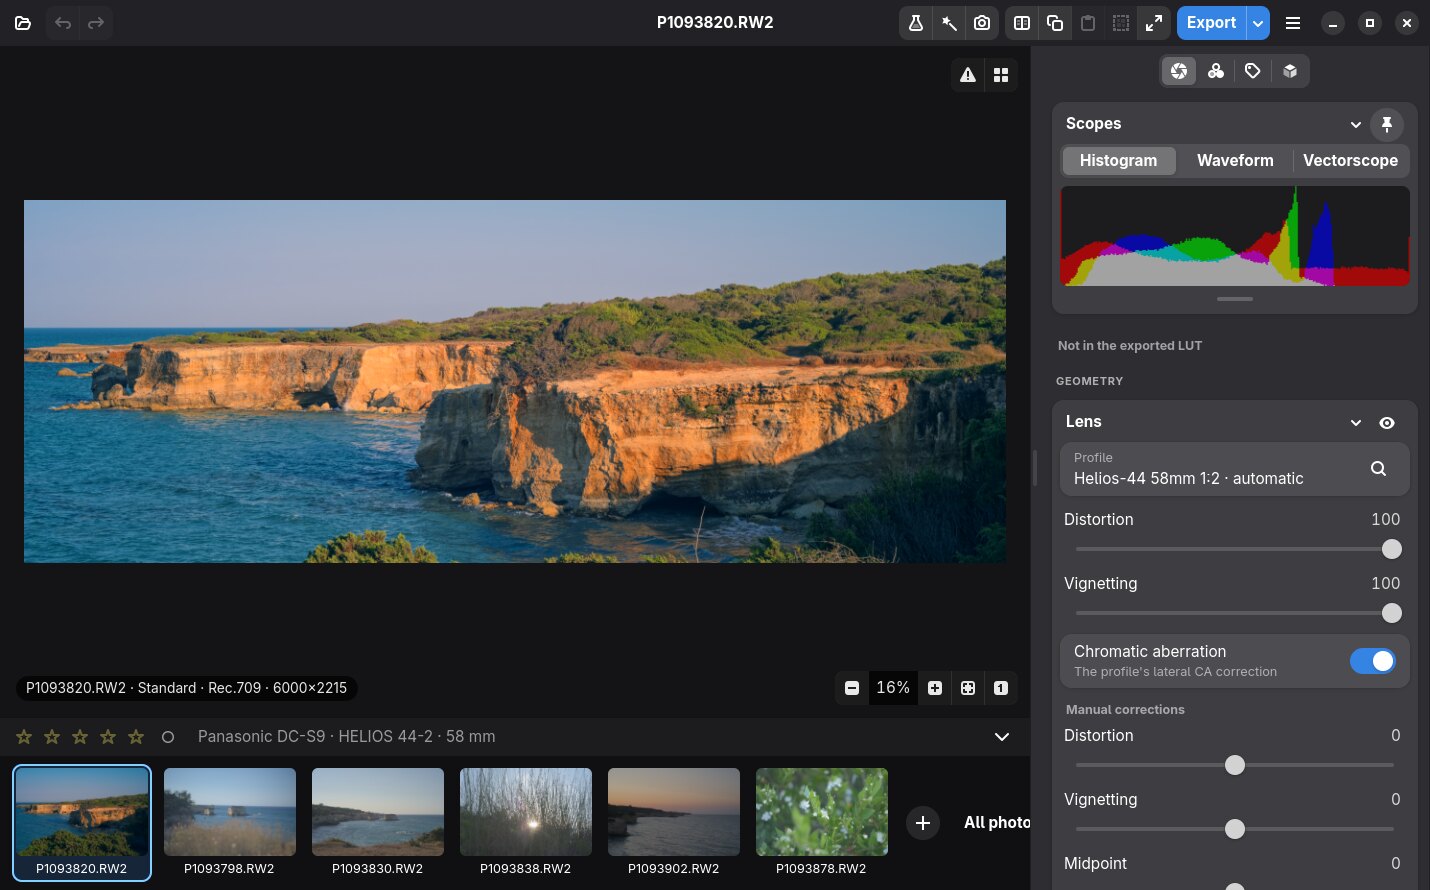 P1093820.RW2
Export
Scopes
Histogram Waveform Vectorscope
Not in the exported LUT
GEOMETRY
Lens
Profile
Helios-44 58mm 1:2 · automatic
Distortion 100
Vignetting 100
Chromatic aberration
The profile's lateral CA correction
Manual corrections
Distortion 0
Vignetting 0
Midpoint 0
P1093820.RW2 · Standard · Rec.709 · 6000×2215
16%
1
Panasonic DC-S9 · HELIOS 44-2 · 58 mm
All photo
P1093820.RW2 P1093798.RW2 P1093830.RW2 P1093838.RW2 P1093902.RW2 P1093878.RW2